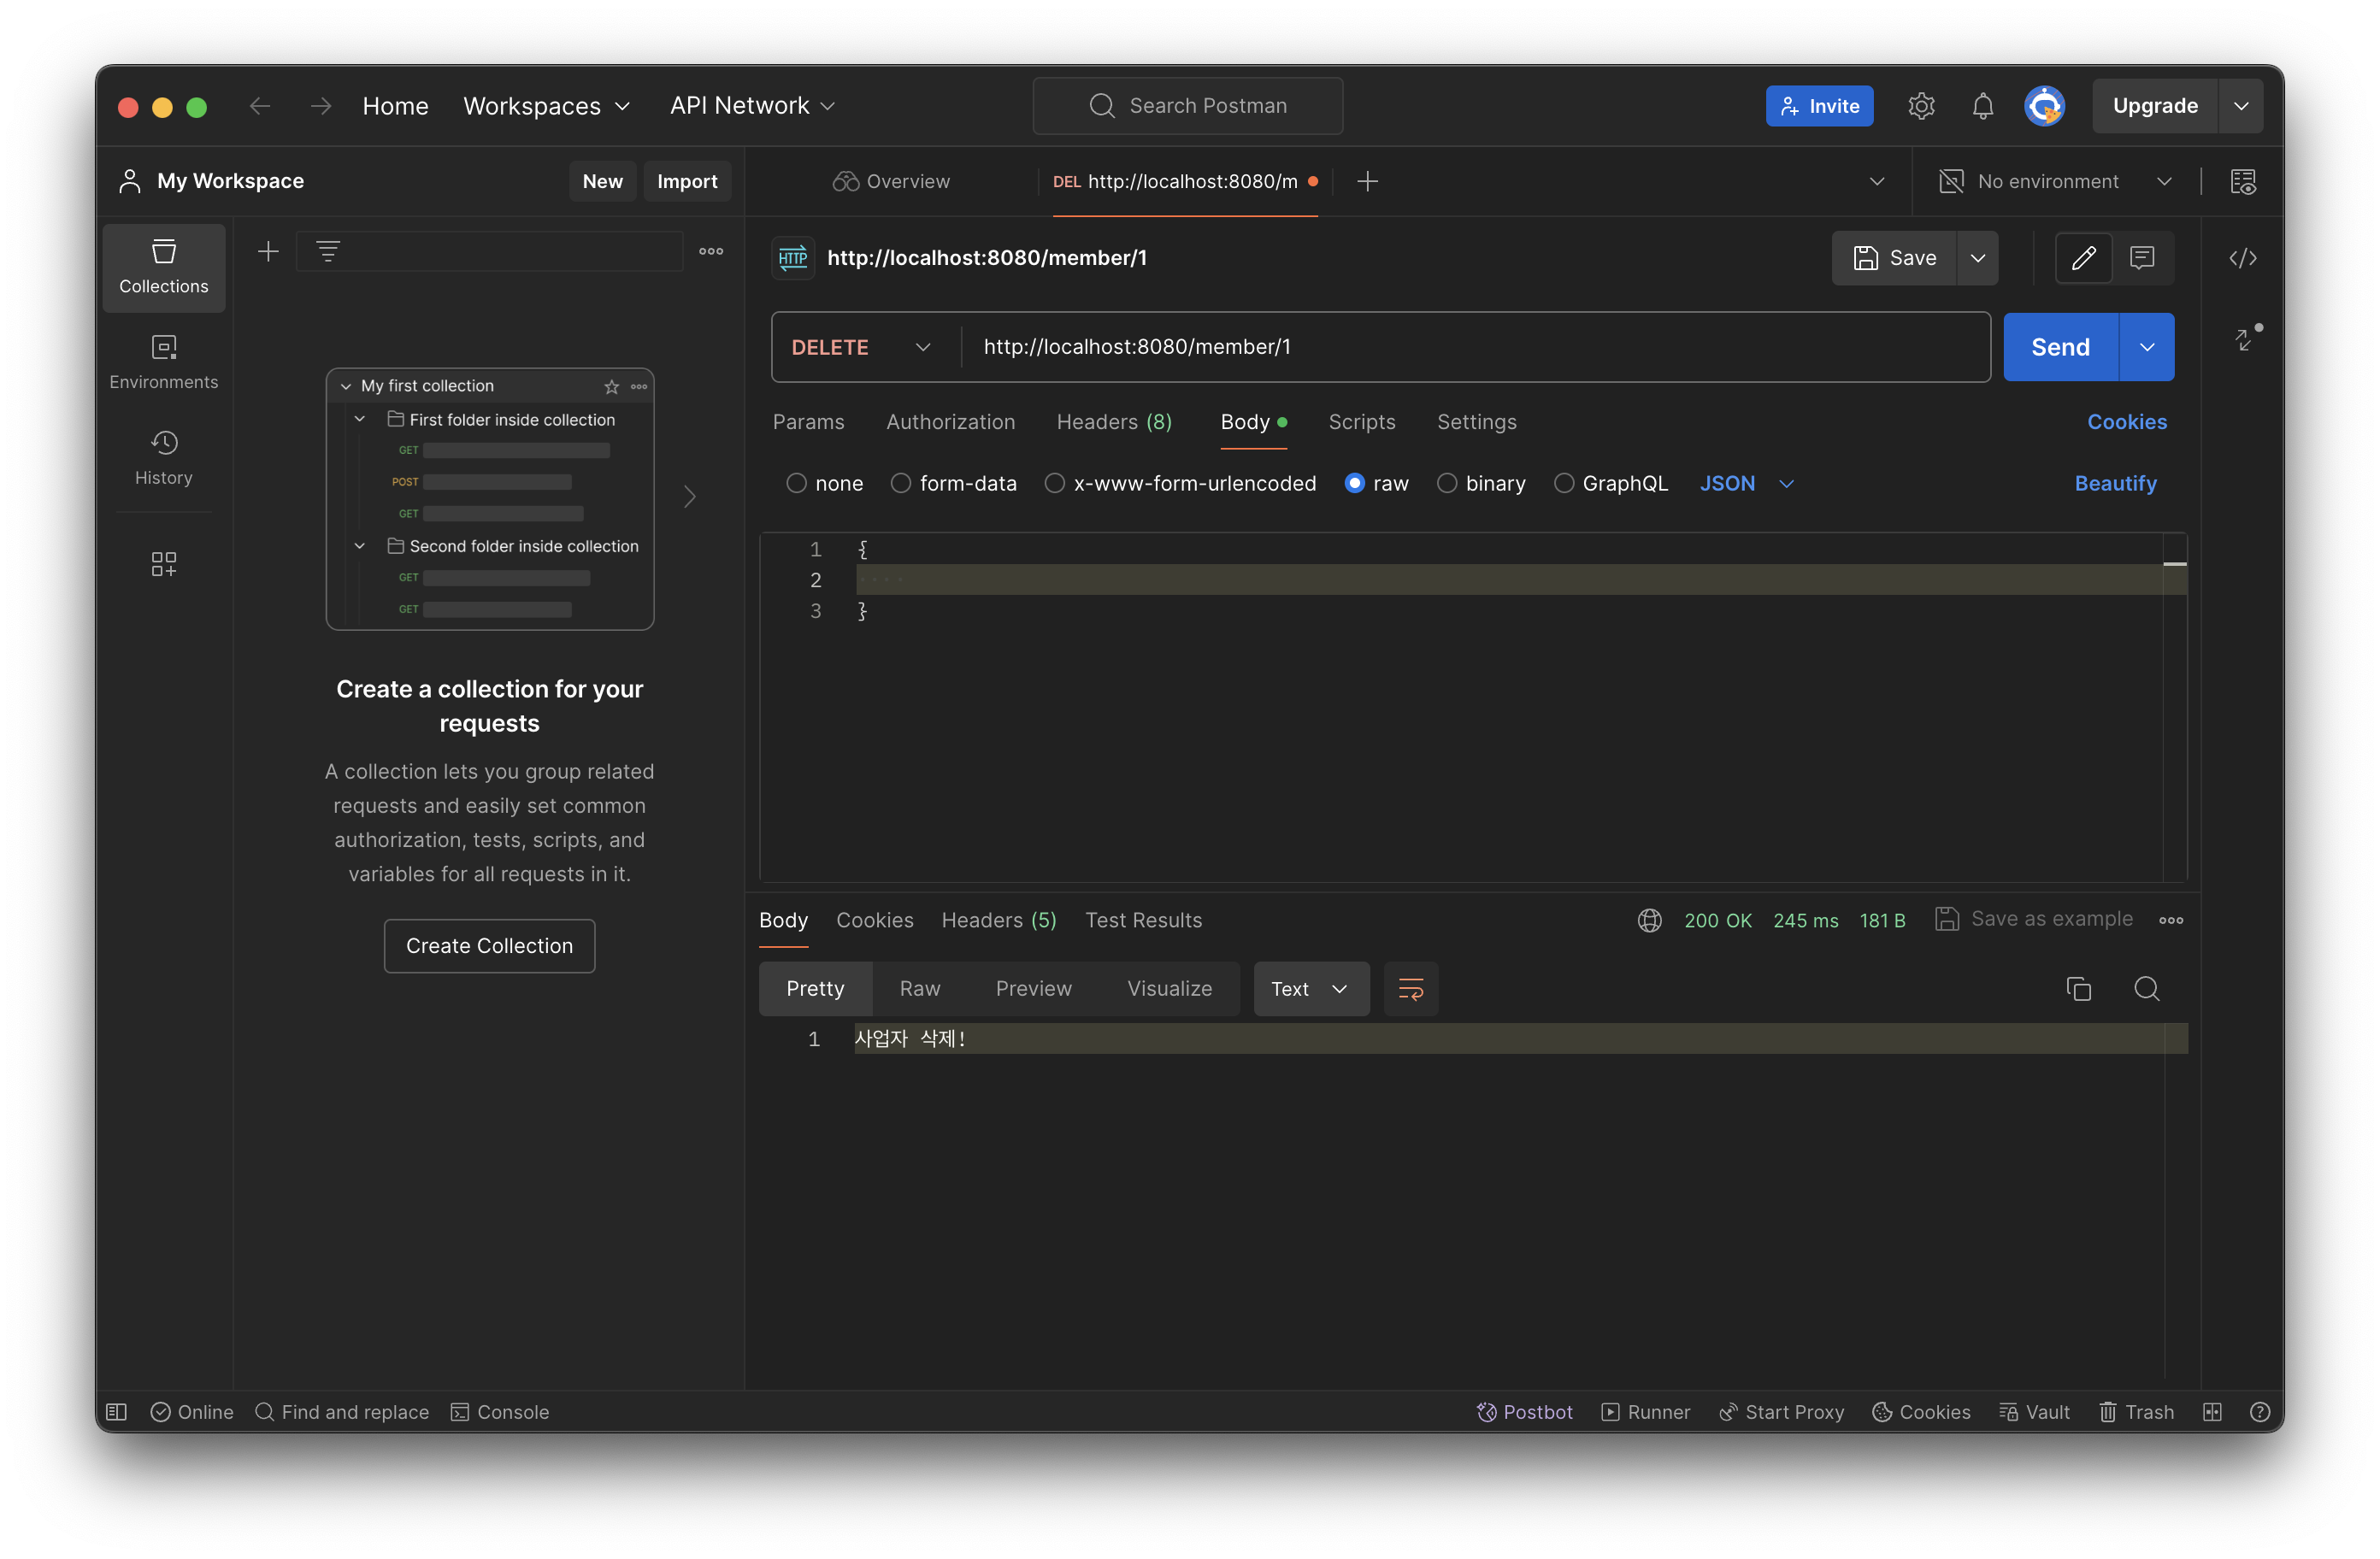 Home Workspaces API Network Search Postman Invite Upgrade
My Workspace New Import Overview DEL http://localhost:8080/m No environment
Collections
Environments
History
My first collection
First folder inside collection
GET
POST
GET
Second folder inside collection
GET
GET
Create a collection for your
requests
A collection lets you group related
requests and easily set common
authorization, tests, scripts, and
variables for all requests in it.
Create Collection
HTTP http://localhost:8080/member/1 Save
DELETE http://localhost:8080/member/1 Send
Params Authorization Headers (8) Body Scripts Settings Cookies
none form-data x-www-form-urlencoded raw binary GraphQL JSON Beautify
1 {
2
3 }
Body Cookies Headers (5) Test Results 200 OK 245 ms 181 B Save as example
Pretty Raw Preview Visualize Text
1 사업자 삭제!
Online Find and replace Console Postbot Runner Start Proxy Cookies Vault Trash